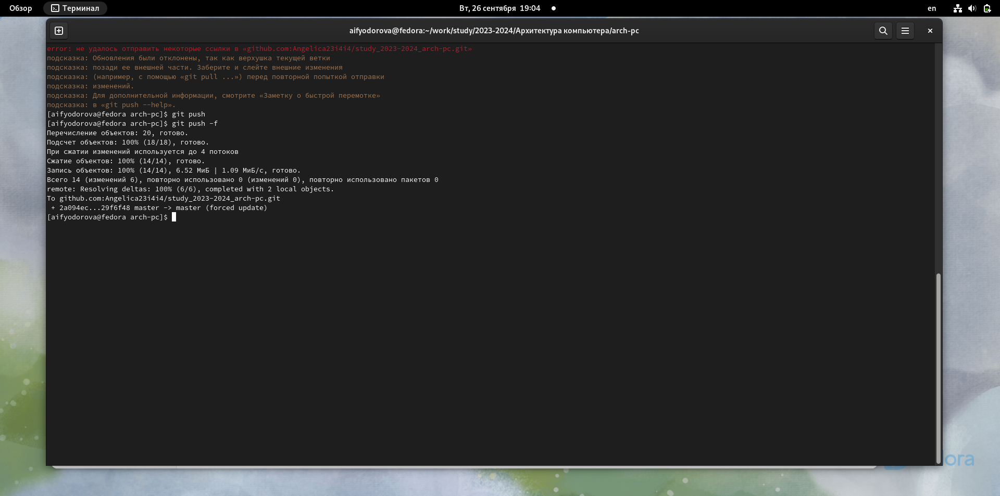 Обзор
Терминал
Вт, 26 сентября 19:04
en
aifyodorova@fedora:~/work/study/2023-2024/Архитектура компьютера/arch-pc
error: не удалось отправить некоторые ссылки в «github.com:Angelica23i4i4/study_2023-2024_arch-pc.git»
подсказка: Обновления были отклонены, так как верхушка текущей ветки
подсказка: позади ее внешней части. Заберите и слейте внешние изменения
подсказка: (например, с помощью «git pull ...») перед повторной попыткой отправки
подсказка: изменений.
подсказка: Для дополнительной информации, смотрите «Заметку о быстрой перемотке»
подсказка: в «git push --help».
[aifyodorova@fedora arch-pc]$ git push
[aifyodorova@fedora arch-pc]$ git push -f
Перечисление объектов: 20, готово.
Подсчет объектов: 100% (18/18), готово.
При сжатии изменений используется до 4 потоков
Сжатие объектов: 100% (14/14), готово.
Запись объектов: 100% (14/14), 6.52 МиБ | 1.09 МиБ/с, готово.
Всего 14 (изменений 6), повторно использовано 0 (изменений 0), повторно использовано пакетов 0
remote: Resolving deltas: 100% (6/6), completed with 2 local objects.
To github.com:Angelica23i4i4/study_2023-2024_arch-pc.git
 + 2a094ec...29f6f48 master -> master (forced update)
[aifyodorova@fedora arch-pc]$